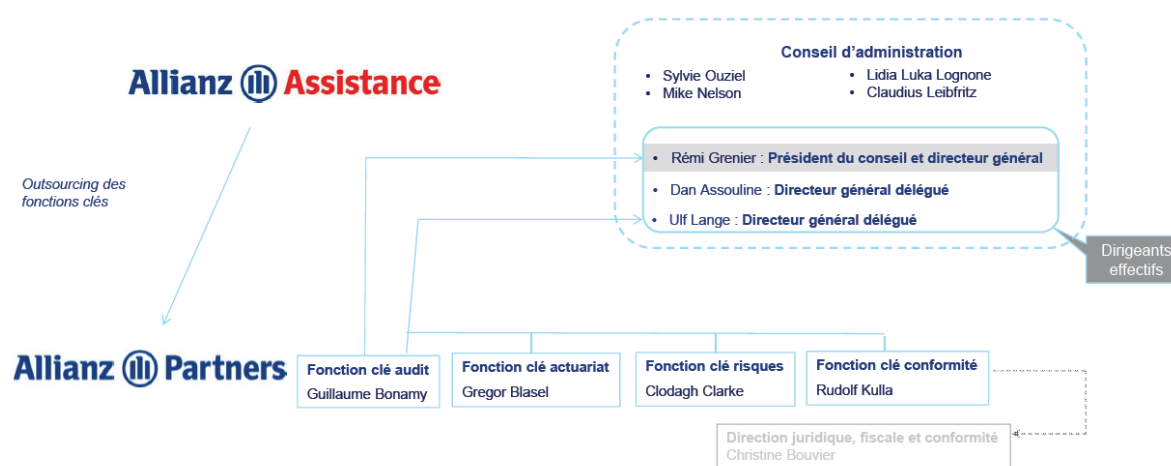 Conseil d'administration
• Sylvie Ouziel
• Mike Nelson
• Lidia Luka Lognone
• Claudius Leibfritz
Allianz Assistance
• Rémi Grenier : Président du conseil et directeur général
• Dan Assouline : Directeur général délégué
• Ulf Lange : Directeur général délégué
Outsourcing des
fonctions clés
Dirigeants
effectifs
Allianz Partners
Fonction clé audit
Guillaume Bonamy
Fonction clé actuariat
Gregor Blasel
Fonction clé risques
Clodagh Clarke
Fonction clé conformité
Rudolf Kulla
Direction juridique, fiscale et conformité
Christine Bouvier